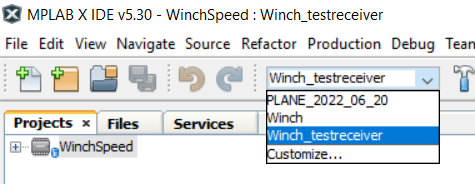 MPLAB X IDE v5.30 - WinchSpeed : Winch_testreceiver
File Edit View Navigate Source Refactor Production Debug Team
Winch_testreceiver
PLANE_2022_06_20
Winch
Winch_testreceiver
Customize...
Projects × Files Services
WinchSpeed